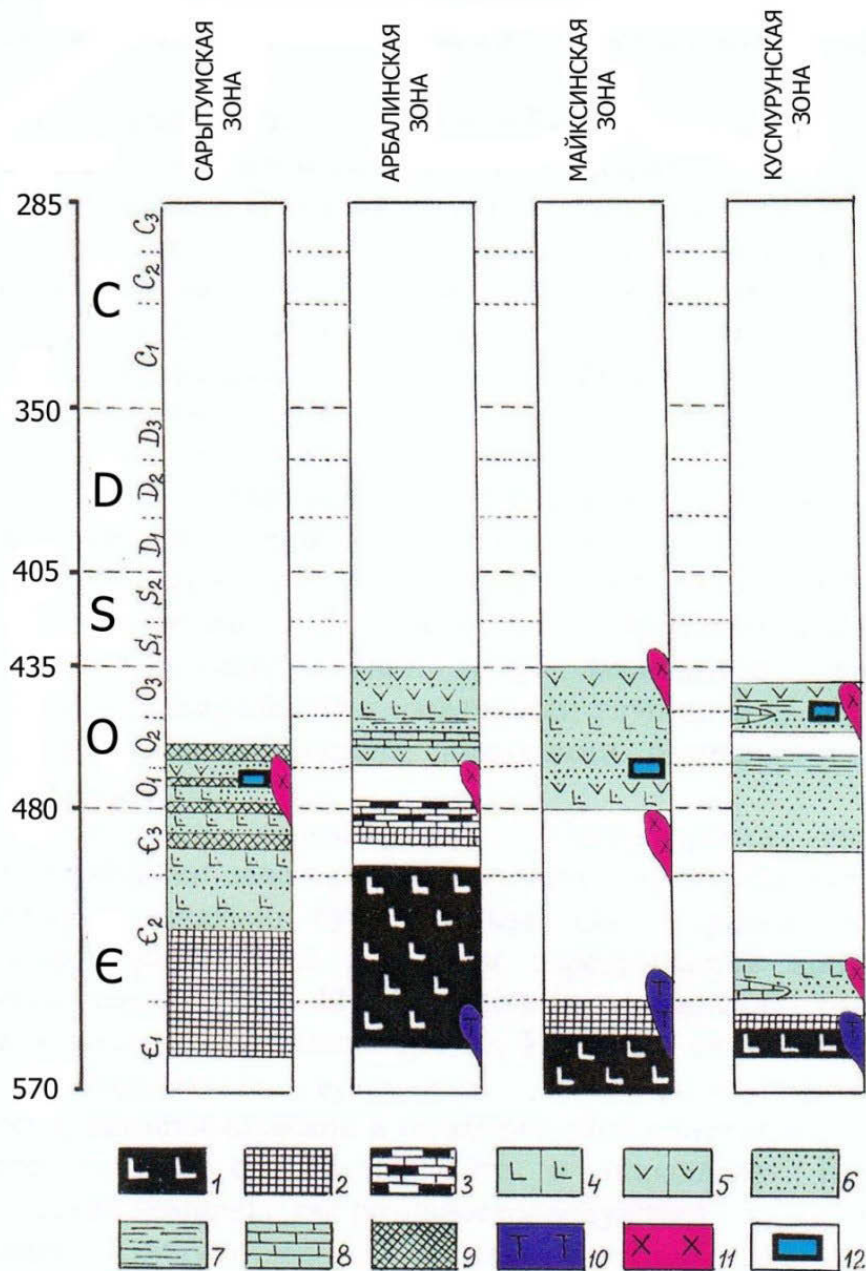 САРЫТУМСКАЯ
ЗОНА
АРБАЛИНСКАЯ
ЗОНА
МАЙКСИНСКАЯ
ЗОНА
КУСМУРУНСКАЯ
ЗОНА
285
C
C3
C2
C1
350
D
D3
D2
D1
405
S
S2
S1
435
O
O3
O2
O1
480
Є
Є3
Є2
Є1
570
1
2
3
4
5
6
7
8
9
10
11
12